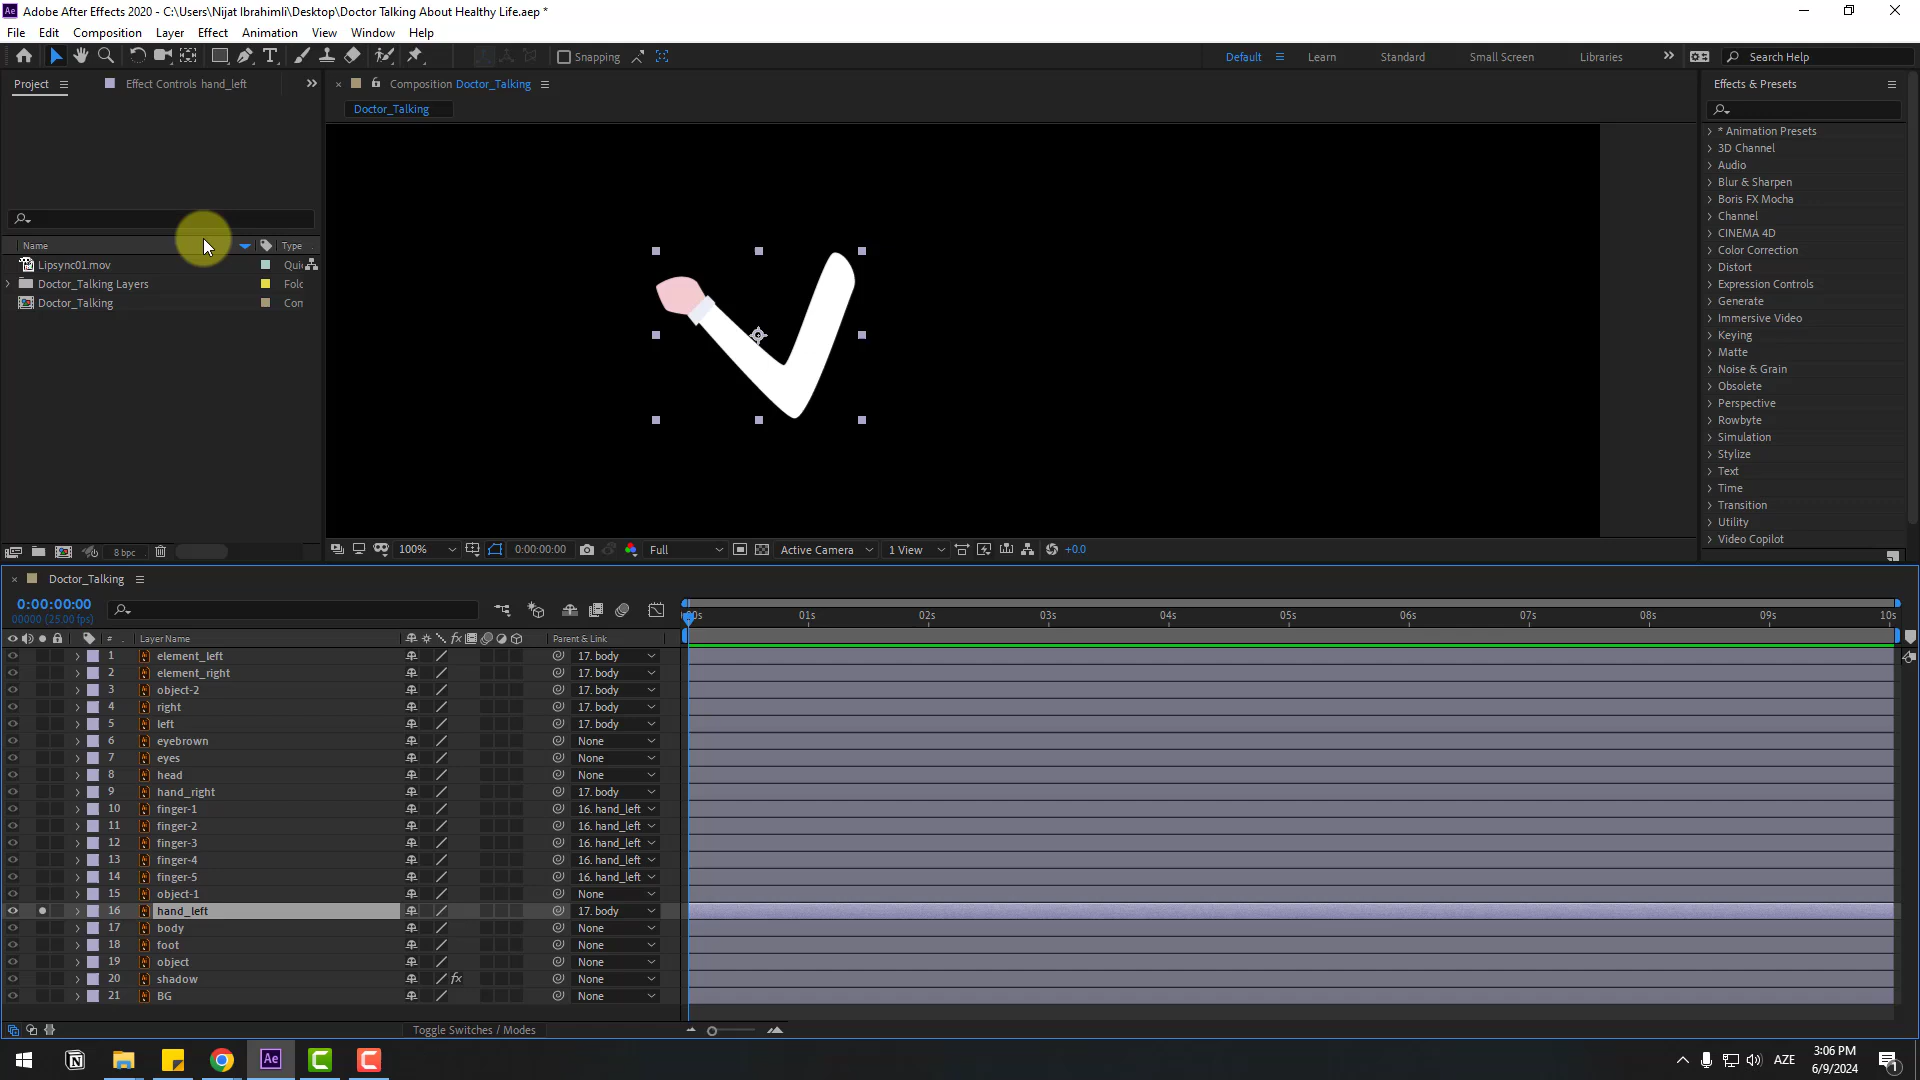 Adobe After Effects 2020 - C:\Users\Nijat Ibrahimli\Desktop\Doctor Talking About Healthy Life.aep *
File Edit Composition Layer Effect Animation View Window Help
Snapping
Default Learn Standard Small Screen Libraries Search Help
Project Effect Controls hand_left
Composition Doctor_Talking
Doctor_Talking
Effects & Presets
Name Type
Lipsync01.mov Qui
Doctor_Talking Layers Fold
Doctor_Talking Con
* Animation Presets
3D Channel
Audio
Blur & Sharpen
Boris FX Mocha
Channel
CINEMA 4D
Color Correction
Distort
Expression Controls
Generate
Immersive Video
Keying
Matte
Noise & Grain
Obsolete
Perspective
Rowbyte
Simulation
Stylize
Text
Time
Transition
Utility
Video Copilot
8 bpc
100% 0:00:00:00 Full Active Camera 1 View +0.0
Doctor_Talking
0:00:00:00
00000 (25.00 fps)
:00s 01s 02s 03s 04s 05s 06s 07s 08s 09s 10s
# Layer Name fx Parent & Link
1 element_left 17. body
2 element_right 17. body
3 object-2 17. body
4 right 17. body
5 left 17. body
6 eyebrown None
7 eyes None
8 head None
9 hand_right 17. body
10 finger-1 16. hand_left
11 finger-2 16. hand_left
12 finger-3 16. hand_left
13 finger-4 16. hand_left
14 finger-5 16. hand_left
15 object-1 None
16 hand_left 17. body
17 body None
18 foot None
19 object None
20 shadow fx None
21 BG None
Toggle Switches / Modes
AZE
3:06 PM
6/9/2024
1